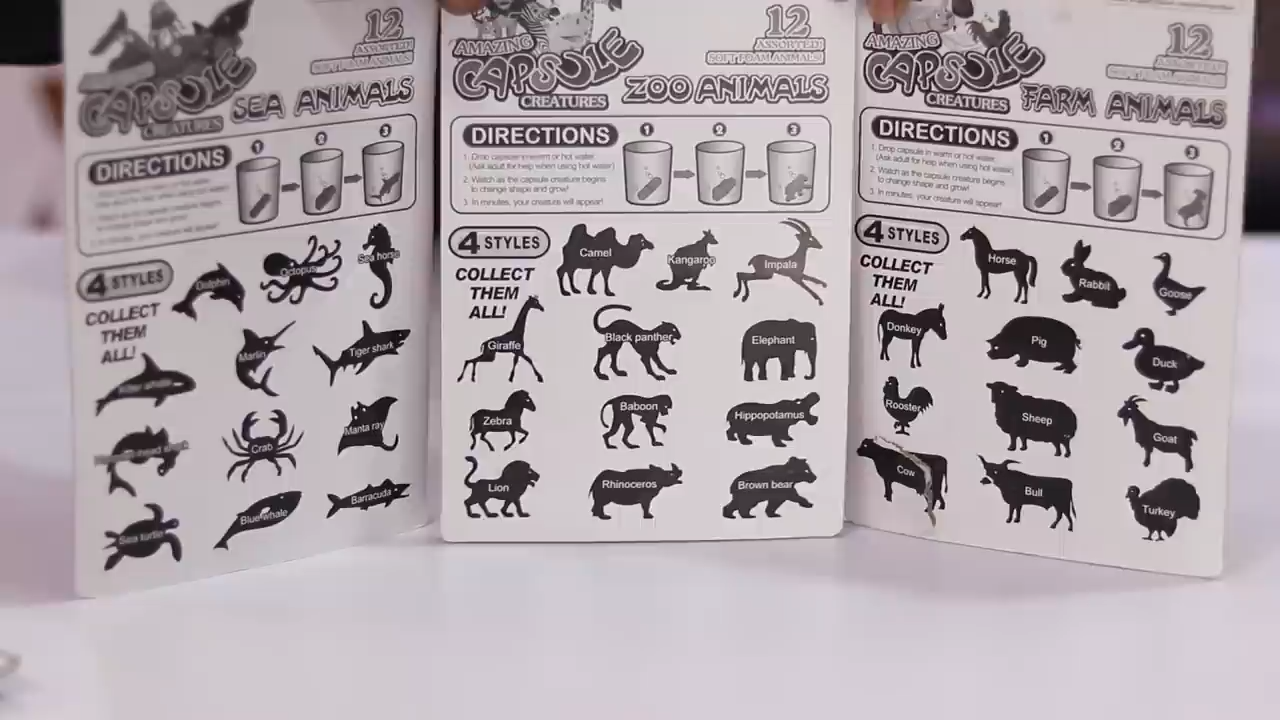 CAPSULE
CREATURES
SEA ANIMALS
12
ASSORTED
SOFT FOAM ANIMALS!
DIRECTIONS
1
2
3
4 STYLES
COLLECT
THEM
ALL!
Dolphin
Octopus
Sea horse
Killer whale
Marlin
Tiger shark
Crab
Manta ray
Sea turtle
Blue whale
Barracuda
AMAZING
CAPSULE
CREATURES
ZOO ANIMALS
12
ASSORTED!
SOFT FOAM ANIMALS!
DIRECTIONS
1. Drop capsule in warm or hot water.
(Ask adult for help when using hot water)
2. Watch as the capsule creature begins
to change shape and grow!
3. In minutes, your creature will appear!
1
2
3
4 STYLES
COLLECT
THEM
ALL!
Camel
Kangaroo
Impala
Giraffe
Black panther
Elephant
Zebra
Baboon
Hippopotamus
Lion
Rhinoceros
Brown bear
AMAZING
CAPSULE
CREATURES
FARM ANIMALS
12
ASSORTED
SOFT FOAM ANIMALS!
DIRECTIONS
1. Drop capsule in warm or hot water.
(Ask adult for help when using hot water)
2. Watch as the capsule creature begins
to change shape and grow!
3. In minutes, your creature will appear!
1
2
3
4 STYLES
COLLECT
THEM
ALL!
Horse
Rabbit
Goose
Donkey
Pig
Duck
Rooster
Sheep
Goat
Cow
Bull
Turkey